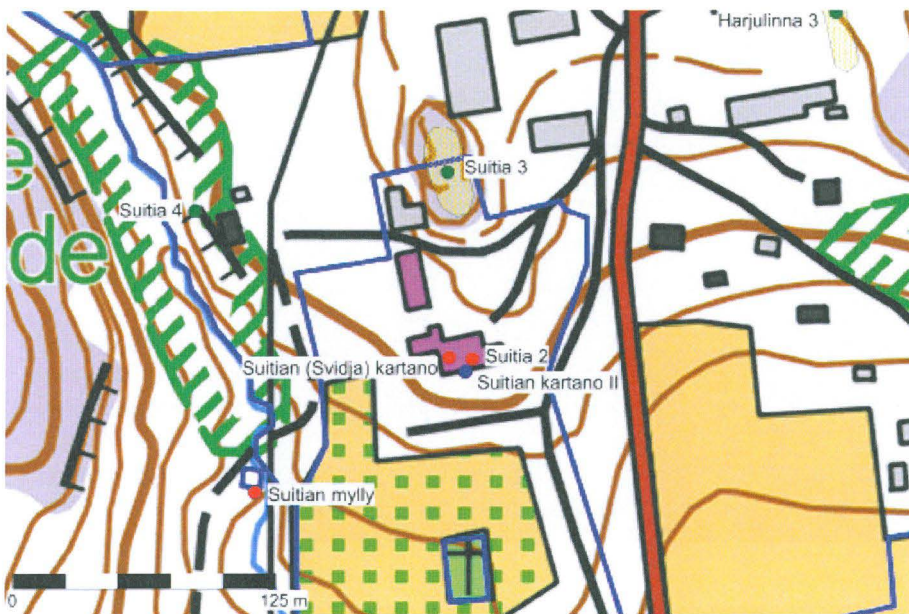 Harjulinna 3
Suitia 3
Suitia 4
e
de
Suitian (Svidja) kartano
Suitia 2
Suitian kartano II
Suitian mylly
0 125 m